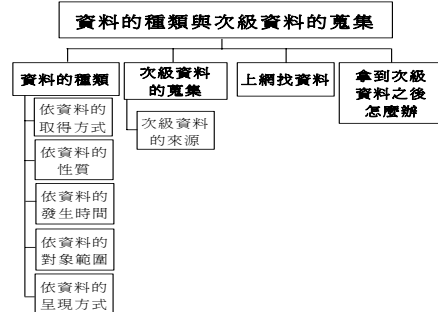 資料的種類與次級資料的蒐集
資料的種類
次級資料
的蒐集
上網找資料
拿到次級
資料之後
怎麼辦
依資料的
取得方式
依資料的
性質
依資料的
發生時間
依資料的
對象範圍
依資料的
呈現方式
次級資料
的來源